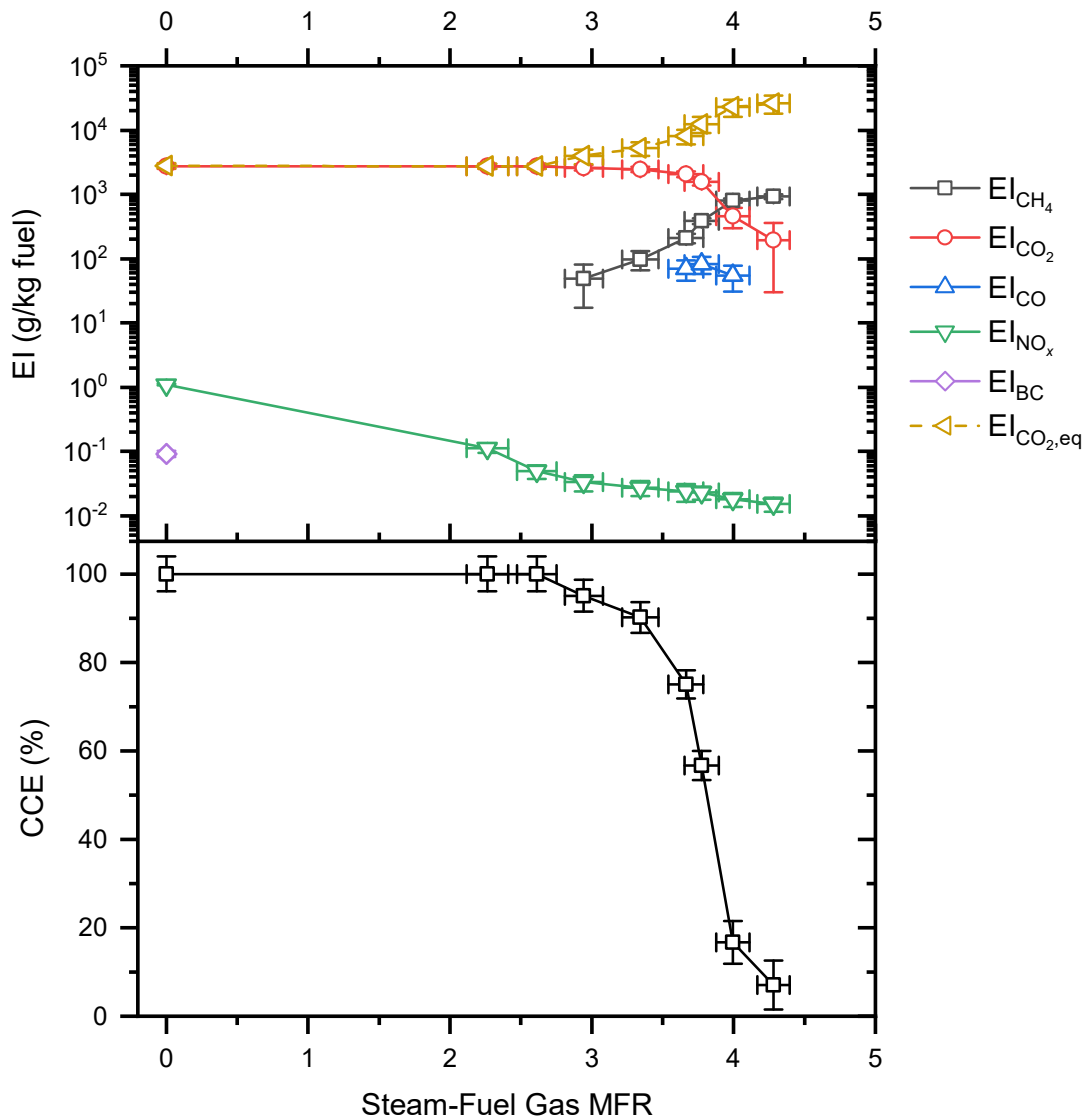 0 1 2 3 4 5
10^5
10^4
10^3
10^2
10^1
10^0
10^-1
10^-2
EI (g/kg fuel)
EI_CH4
EI_CO2
EI_CO
EI_NOx
EI_BC
EI_CO2,eq
100
80
60
40
20
0
CCE (%)
0 1 2 3 4 5
Steam-Fuel Gas MFR